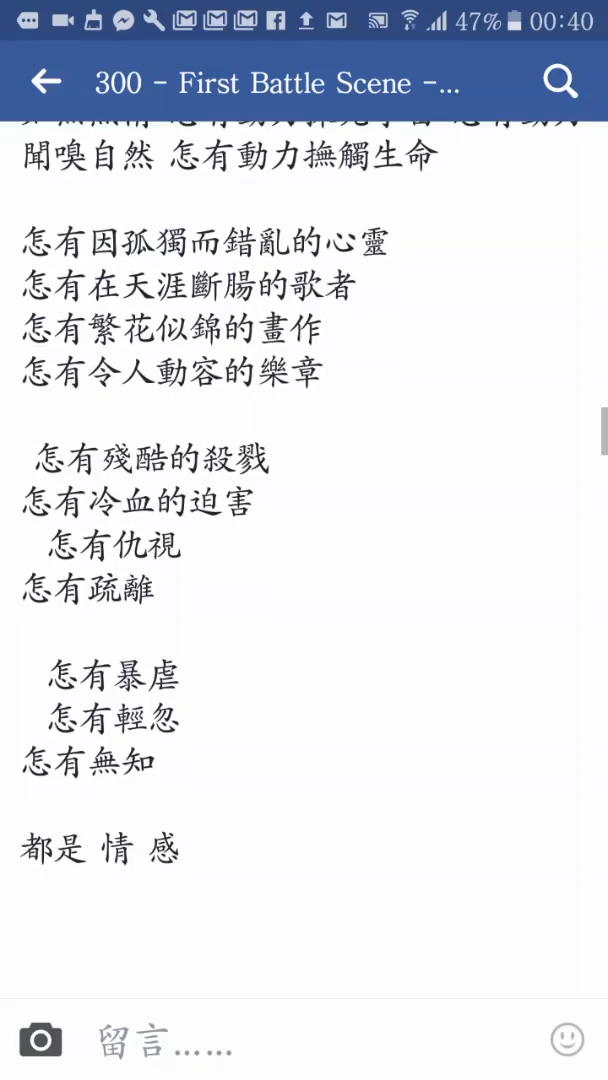 47% 00:40
300 - First Battle Scene -...
聞嗅自然 怎有動力撫觸生命
怎有因孤獨而錯亂的心靈
怎有在天涯斷腸的歌者
怎有繁花似錦的畫作
怎有令人動容的樂章
怎有殘酷的殺戮
怎有冷血的迫害
怎有仇視
怎有疏離
怎有暴虐
怎有輕忽
怎有無知
都是 情 感
留言......